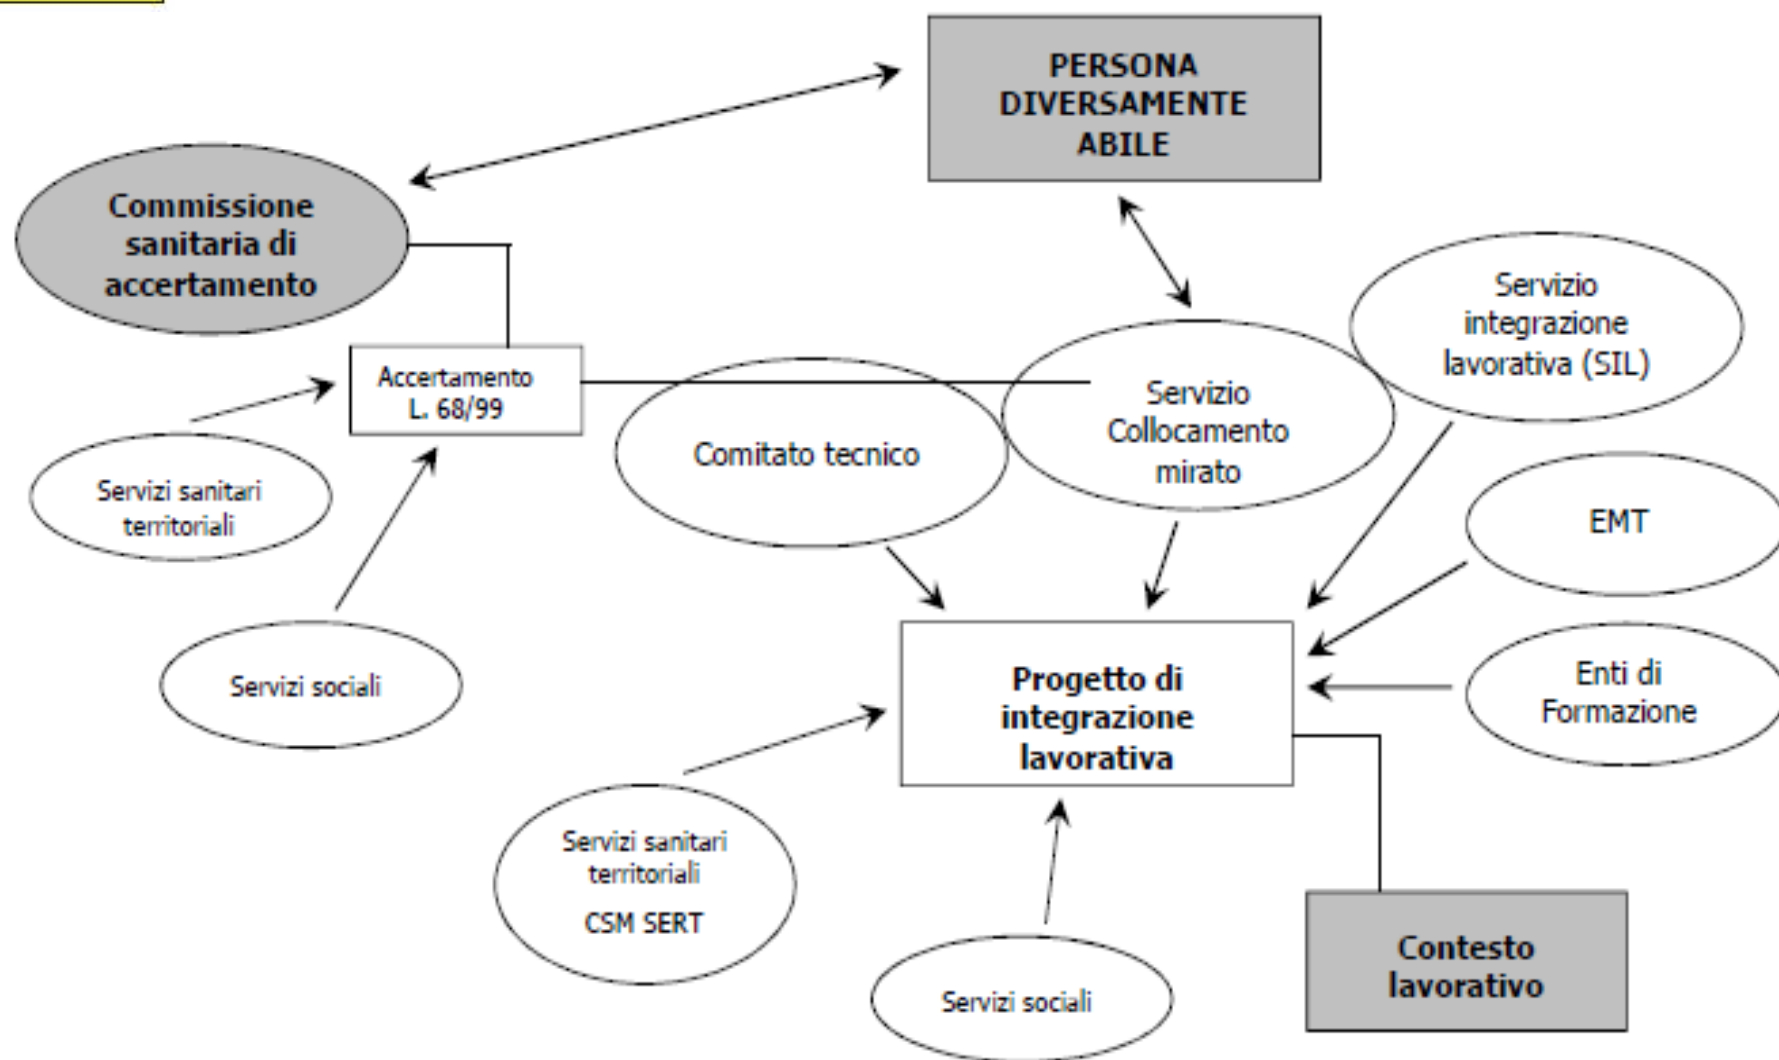 PERSONA
DIVERSAMENTE
ABILE
Commissione
sanitaria di
accertamento
Servizio
integrazione
lavorativa (SIL)
Accertamento
L. 68/99
Servizio
Collocamento
mirato
Comitato tecnico
Servizi sanitari
territoriali
EMT
Servizi sociali
Progetto di
integrazione
lavorativa
Enti di
Formazione
Servizi sanitari
territoriali
CSM SERT
Servizi sociali
Contesto
lavorativo